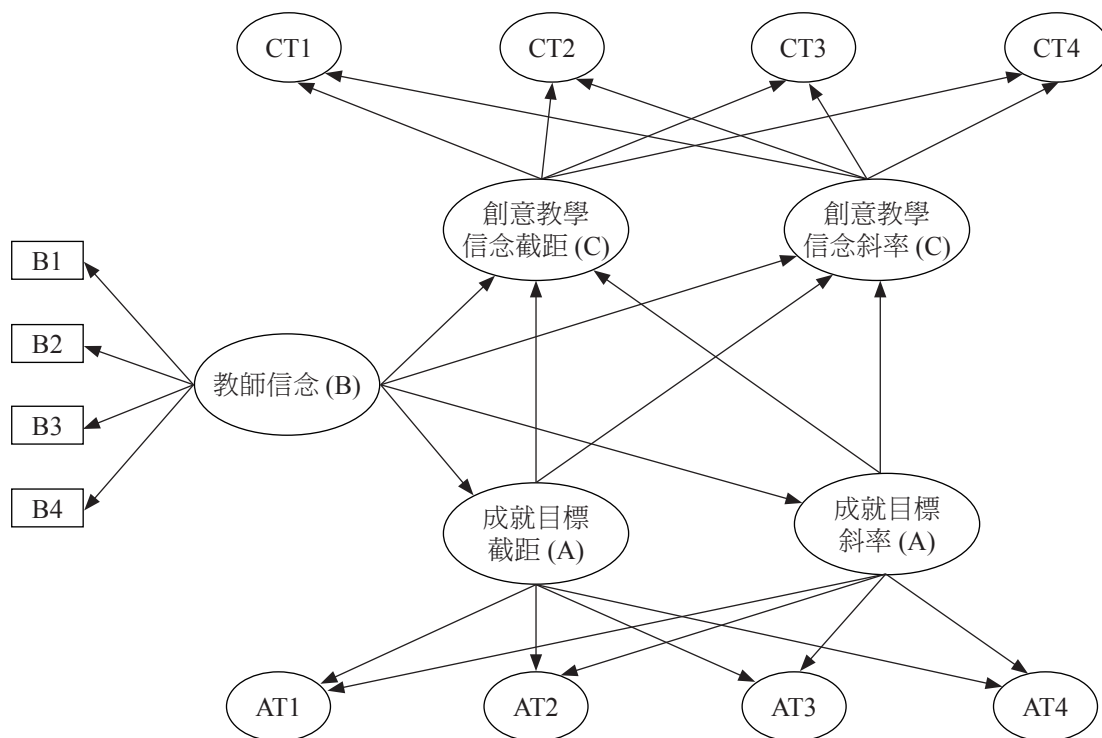 CT1
CT2
CT3
CT4
創意教學
信念截距 (C)
創意教學
信念斜率 (C)
B1
B2
B3
B4
教師信念 (B)
成就目標
截距 (A)
成就目標
斜率 (A)
AT1
AT2
AT3
AT4